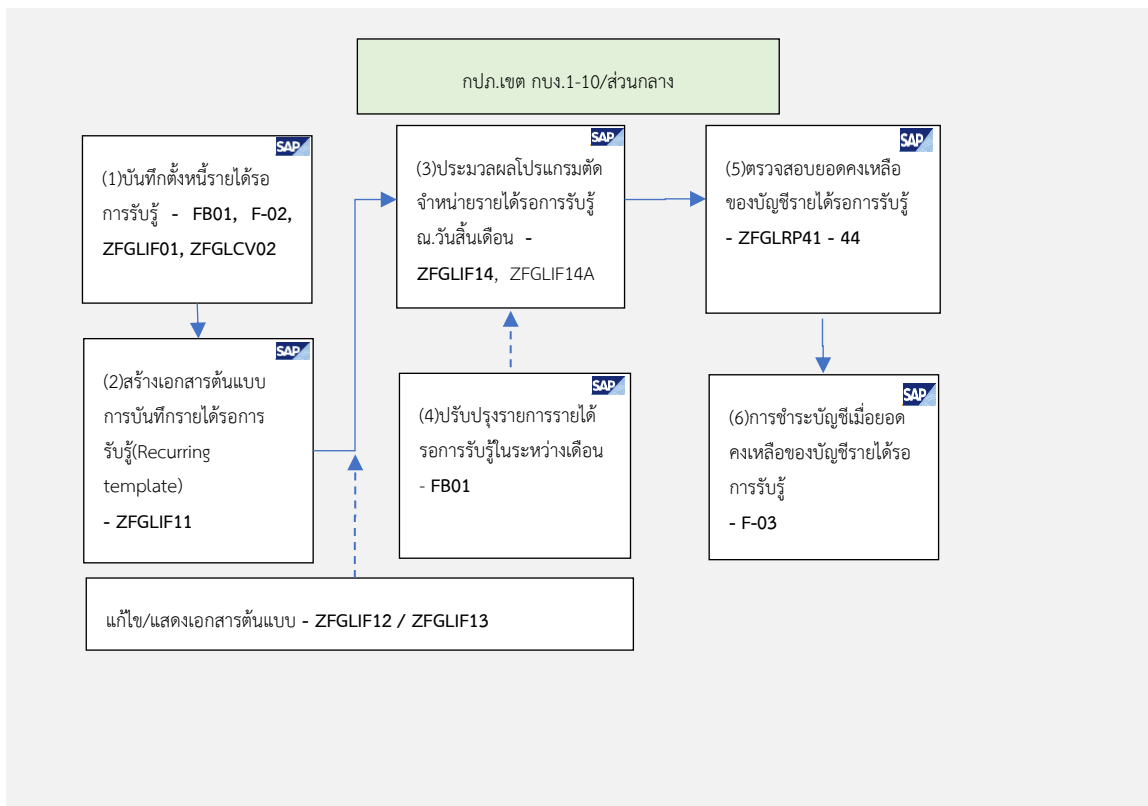 กปภ.เขต กบง.1-10/ส่วนกลาง
SAP
(1)บันทึกตั้งหนี้รายได้รอ
การรับรู้ - FB01, F-02,
ZFGLIF01, ZFGLCV02
SAP
(2)สร้างเอกสารต้นแบบ
การบันทึกรายได้รอการ
รับรู้(Recurring
template)
- ZFGLIF11
SAP
(3)ประมวลผลโปรแกรมตัด
จำหน่ายรายได้รอการรับรู้
ณ.วันสิ้นเดือน -
ZFGLIF14, ZFGLIF14A
SAP
(4)ปรับปรุงรายการรายได้
รอการรับรู้ในระหว่างเดือน
- FB01
SAP
(5)ตรวจสอบยอดคงเหลือ
ของบัญชีรายได้รอการรับรู้
- ZFGLRP41 - 44
SAP
(6)การชำระบัญชีเมื่อยอด
คงเหลือของบัญชีรายได้รอ
การรับรู้
- F-03
แก้ไข/แสดงเอกสารต้นแบบ - ZFGLIF12 / ZFGLIF13